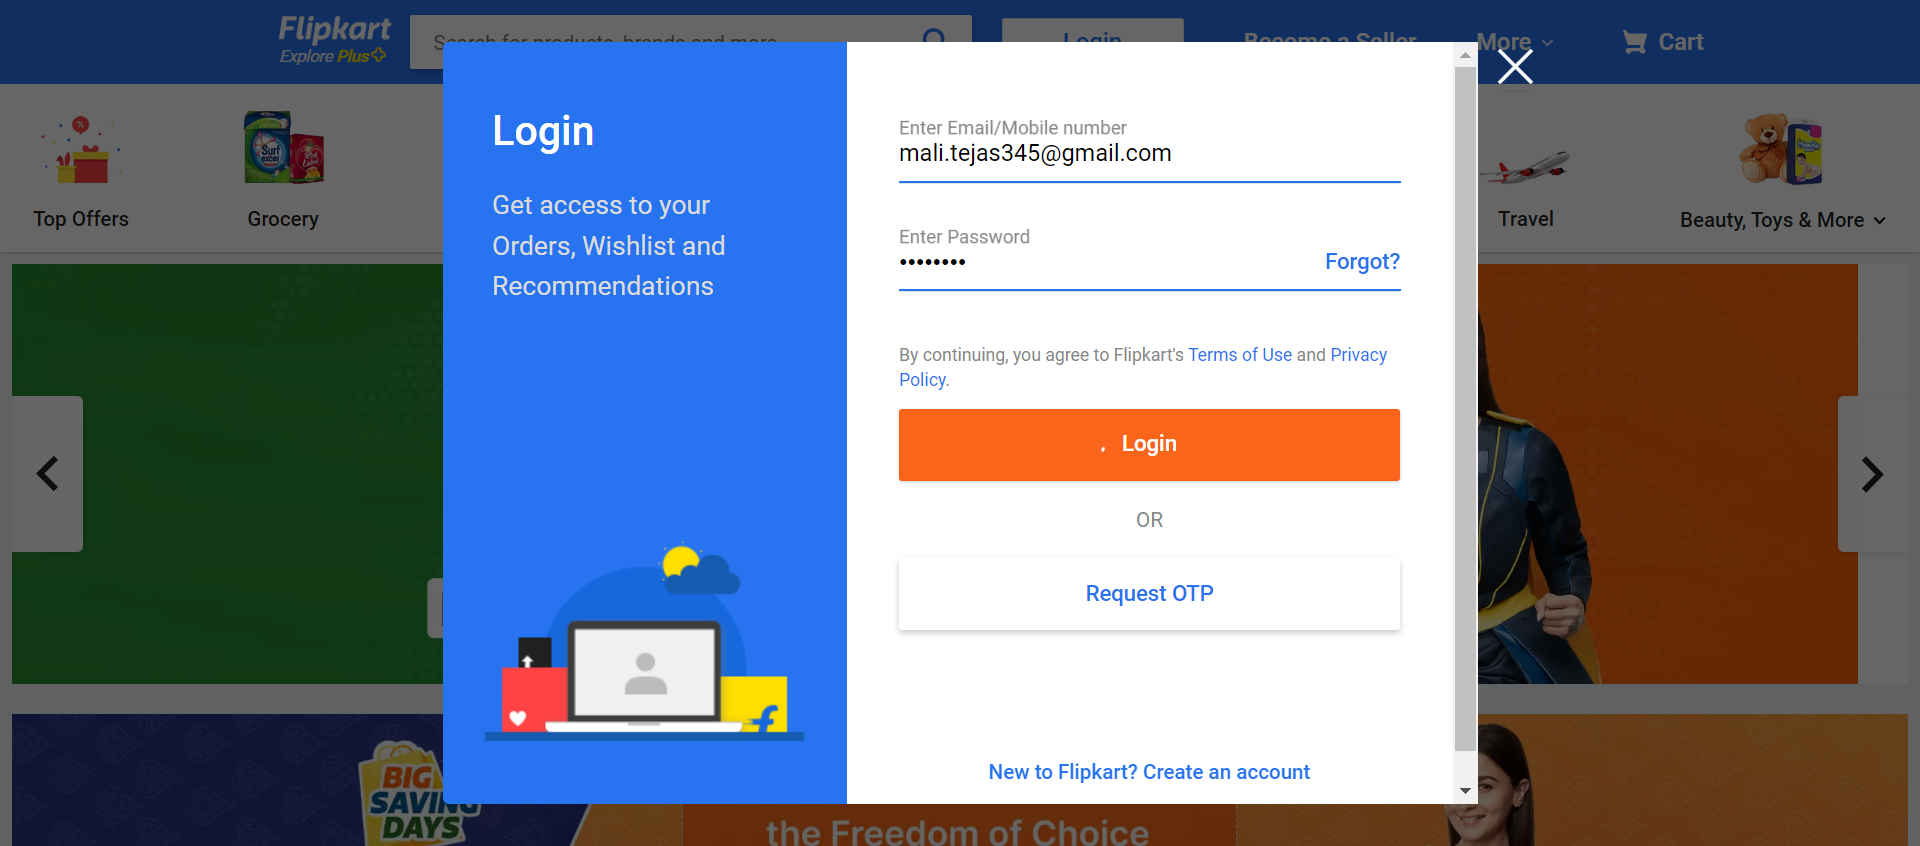 Flipkart
Explore Plus
Search for products, brands and more
Login
Become a Seller
More
Cart
Top Offers
Grocery
Travel
Beauty, Toys & More
Login
Get access to your
Orders, Wishlist and
Recommendations
Enter Email/Mobile number
mali.tejas345@gmail.com
Enter Password
••••••••
Forgot?
By continuing, you agree to Flipkart's Terms of Use and Privacy
Policy.
Login
OR
Request OTP
New to Flipkart? Create an account
BIG
SAVING
DAYS
the Freedom of Choice